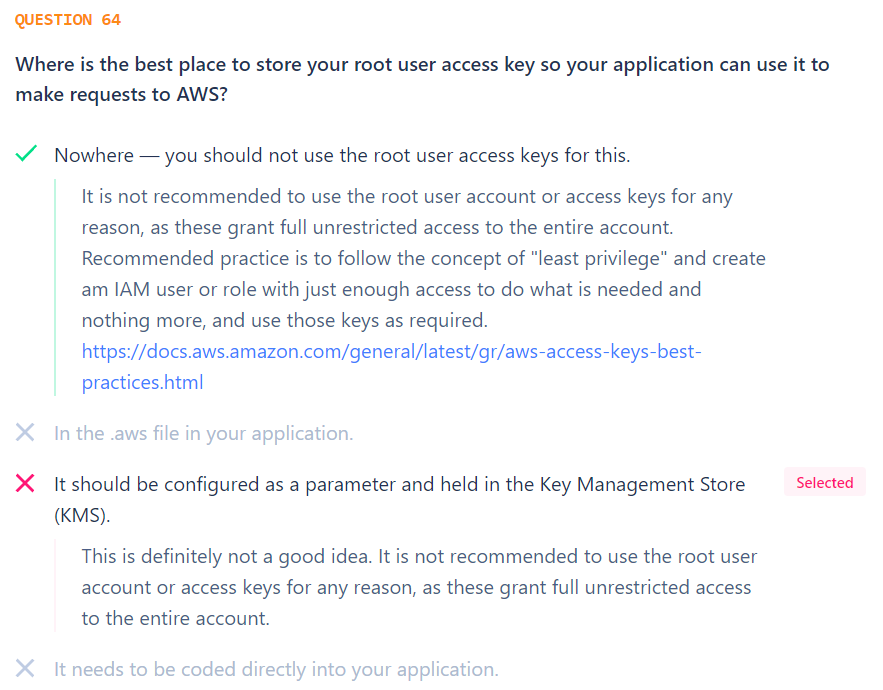 QUESTION 64
Where is the best place to store your root user access key so your application can use it to
make requests to AWS?
Nowhere — you should not use the root user access keys for this.
It is not recommended to use the root user account or access keys for any
reason, as these grant full unrestricted access to the entire account.
Recommended practice is to follow the concept of "least privilege" and create
am IAM user or role with just enough access to do what is needed and
nothing more, and use those keys as required.
https://docs.aws.amazon.com/general/latest/gr/aws-access-keys-best-
practices.html
In the .aws file in your application.
It should be configured as a parameter and held in the Key Management Store
Selected
(KMS).
This is definitely not a good idea. It is not recommended to use the root user
account or access keys for any reason, as these grant full unrestricted access
to the entire account.
It needs to be coded directly into your application.